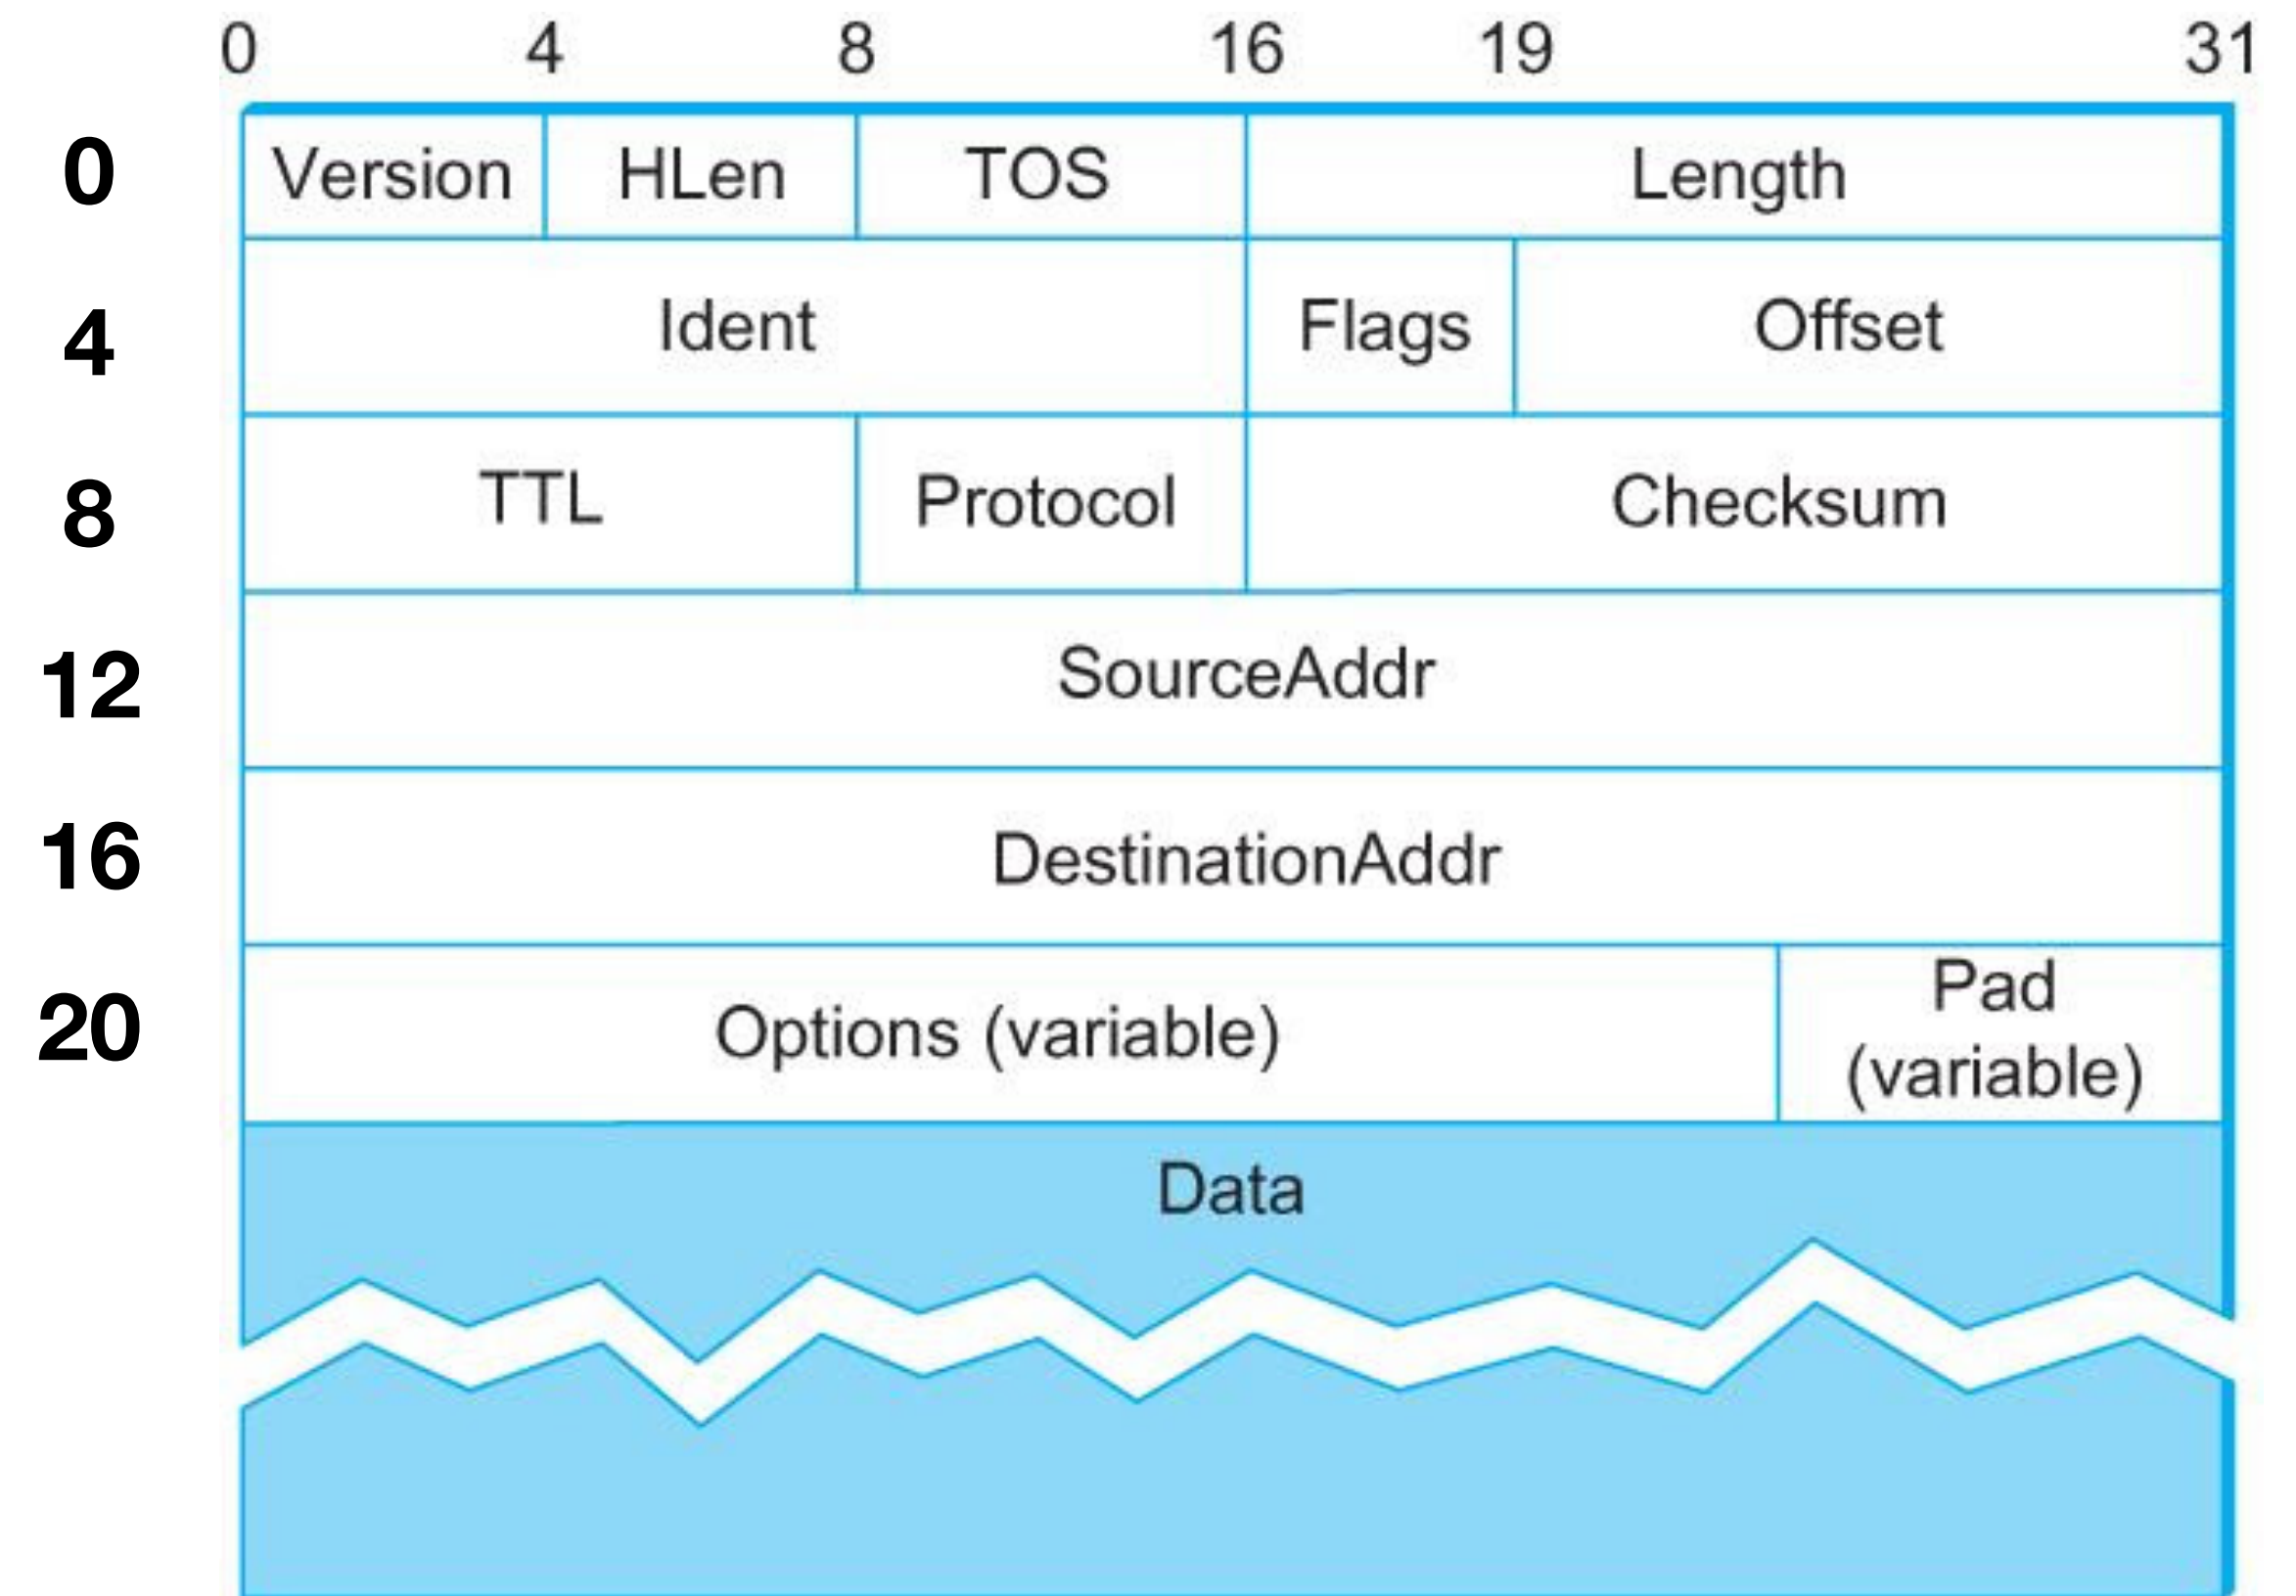 0 4 8 16 19 31
0 Version HLen TOS Length
4 Ident Flags Offset
8 TTL Protocol Checksum
12 SourceAddr
16 DestinationAddr
20 Options (variable) Pad
(variable)
Data